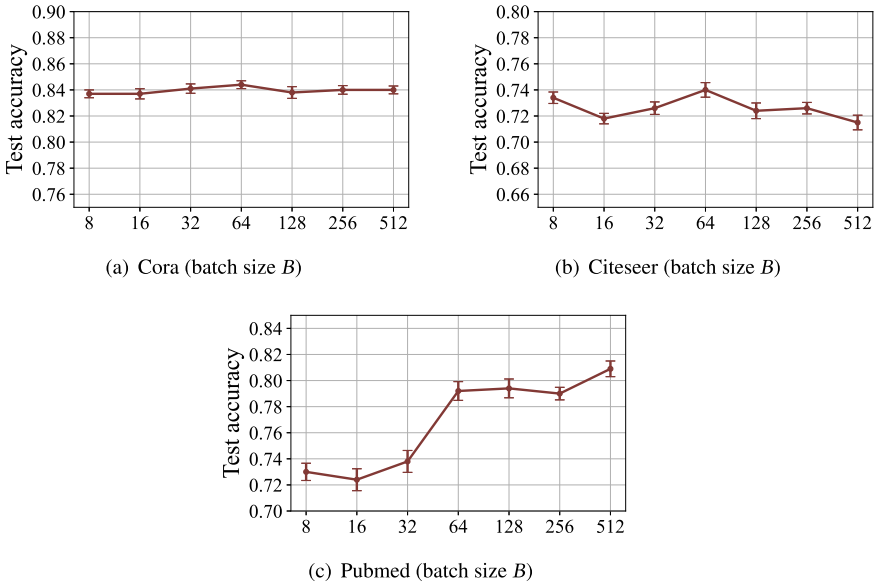 Test accuracy
0.90
0.88
0.86
0.84
0.82
0.80
0.78
0.76
8 16 32 64 128 256 512
(a) Cora (batch size B)
Test accuracy
0.80
0.78
0.76
0.74
0.72
0.70
0.68
0.66
8 16 32 64 128 256 512
(b) Citeseer (batch size B)
Test accuracy
0.84
0.82
0.80
0.78
0.76
0.74
0.72
0.70
8 16 32 64 128 256 512
(c) Pubmed (batch size B)